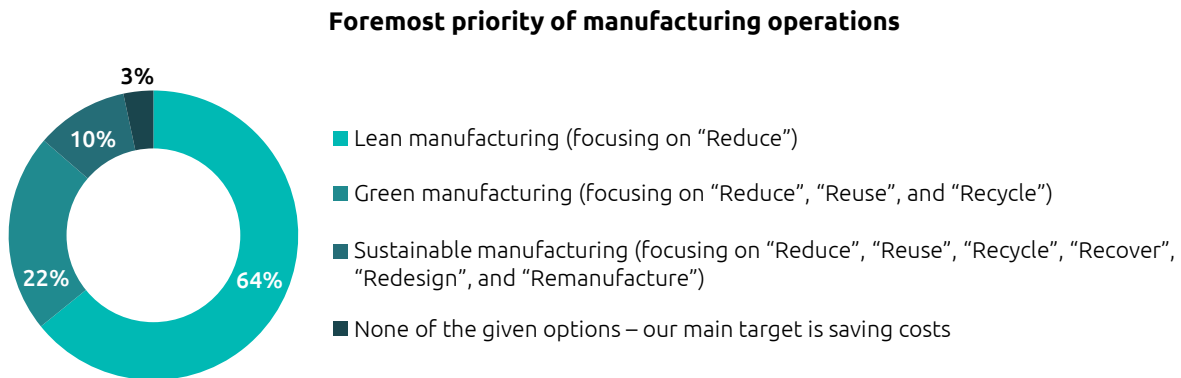 Foremost priority of manufacturing operations
3%
10%
22%
64%
Lean manufacturing (focusing on “Reduce”)
Green manufacturing (focusing on “Reduce”, “Reuse”, and “Recycle”)
Sustainable manufacturing (focusing on “Reduce”, “Reuse”, “Recycle”, “Recover”,
“Redesign”, and “Remanufacture”)
None of the given options – our main target is saving costs